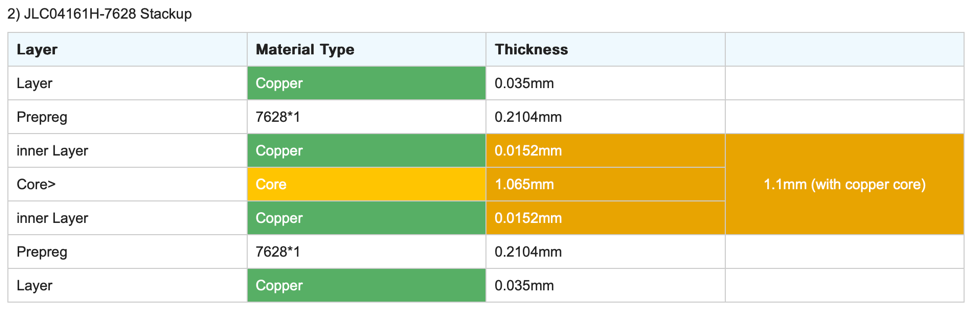 2) JLC04161H-7628 Stackup
Layer Material Type Thickness
Layer Copper 0.035mm
Prepreg 7628*1 0.2104mm
inner Layer Copper 0.0152mm
Core> Core 1.065mm 1.1mm (with copper core)
inner Layer Copper 0.0152mm
Prepreg 7628*1 0.2104mm
Layer Copper 0.035mm